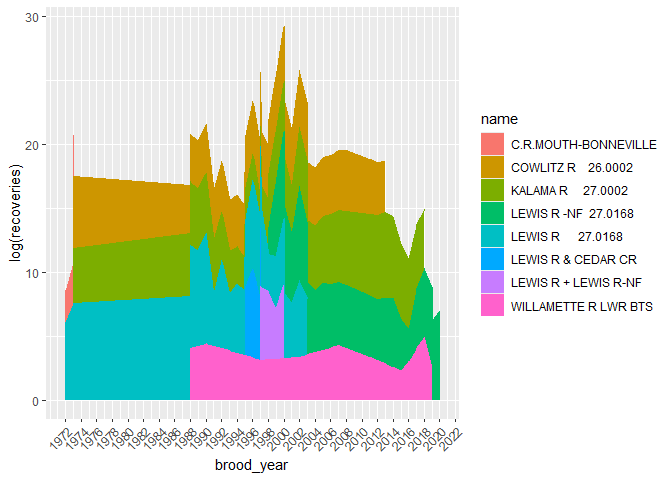 30
20
10
0
log(recoveries)
1972 1974 1976 1978 1980 1982 1984 1986 1988 1990 1992 1994 1996 1998 2000 2002 2004 2006 2008 2010 2012 2014 2016 2018 2020 2022
brood_year
name
C.R.MOUTH-BONNEVILLE
COWLITZ R    26.0002
KALAMA R    27.0002
LEWIS R -NF  27.0168
LEWIS R     27.0168
LEWIS R & CEDAR CR
LEWIS R + LEWIS R-NF
WILLAMETTE R LWR BTS